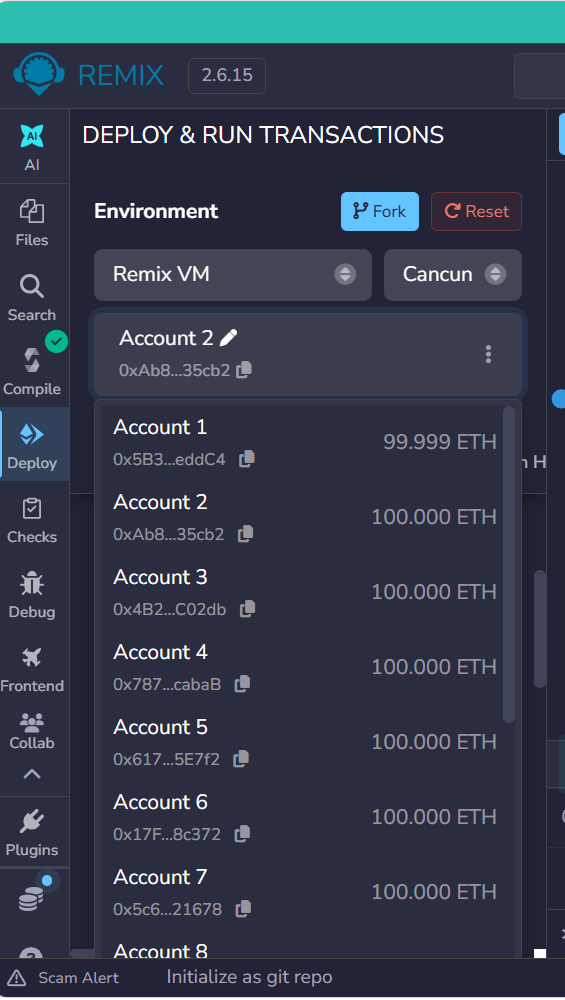 REMIX
2.6.15
AI
AI
DEPLOY & RUN TRANSACTIONS
Files
Environment
Fork
Reset
Search
Remix VM
Cancun
Compile
Account 2
0xAb8...35cb2
Deploy
Account 1
0x5B3...eddC4
99.999 ETH
Account 2
0xAb8...35cb2
100.000 ETH
Checks
Account 3
0x4B2...C02db
100.000 ETH
Debug
Account 4
0x787...cabaB
100.000 ETH
Frontend
Account 5
0x617...5E7f2
100.000 ETH
Collab
Account 6
0x17F...8c372
100.000 ETH
Plugins
Account 7
0x5c6...21678
100.000 ETH
Account 8
Scam Alert
Initialize as git repo